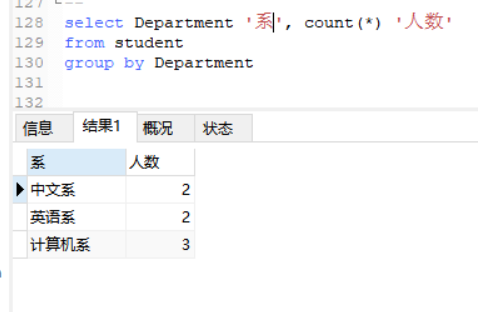 127
128 select Department '系', count(*) '人数'
129 from student
130 group by Department
131
132
信息 结果1 概况 状态
系 人数
中文系 2
英语系 2
计算机系 3